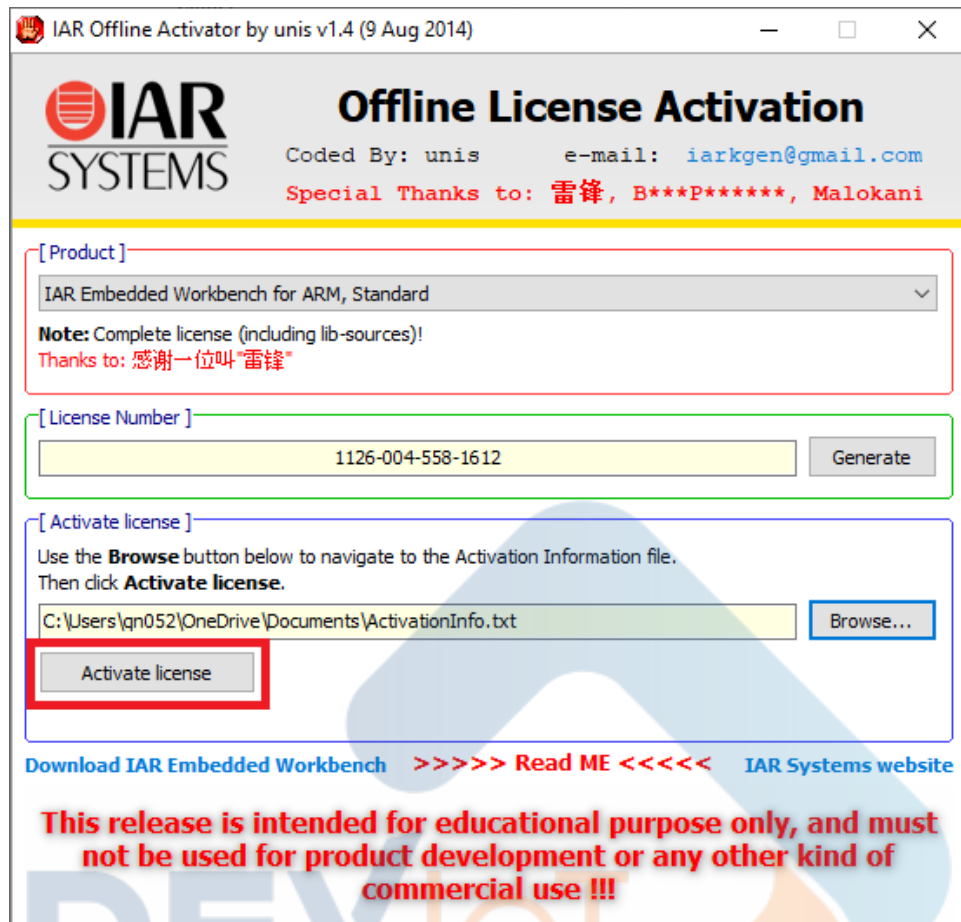 IAR Offline Activator by unis v1.4 (9 Aug 2014)
IAR
SYSTEMS
Offline License Activation
Coded By: unis e-mail: iarkgen@gmail.com
Special Thanks to: 雷锋, B***P******, Malokani
[ Product ]
IAR Embedded Workbench for ARM, Standard
Note: Complete license (including lib-sources)!
Thanks to: 感谢一位叫"雷锋"
[ License Number ]
1126-004-558-1612 Generate
[ Activate license ]
Use the Browse button below to navigate to the Activation Information file.
Then click Activate license.
C:\Users\qn052\OneDrive\Documents\ActivationInfo.txt Browse...
Activate license
Download IAR Embedded Workbench >>>>> Read ME <<<<< IAR Systems website
This release is intended for educational purpose only, and must
not be used for product development or any other kind of
commercial use !!!